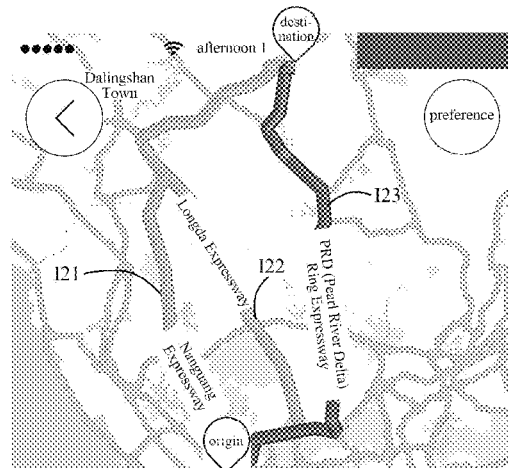 desti-
nation
afternoon 1
Dalingshan
Town
preference
I23
Longda Expressway
PRD (Pearl River Delta)
Ring Expressway
I21
I22
Nanguang
Expressway
origin